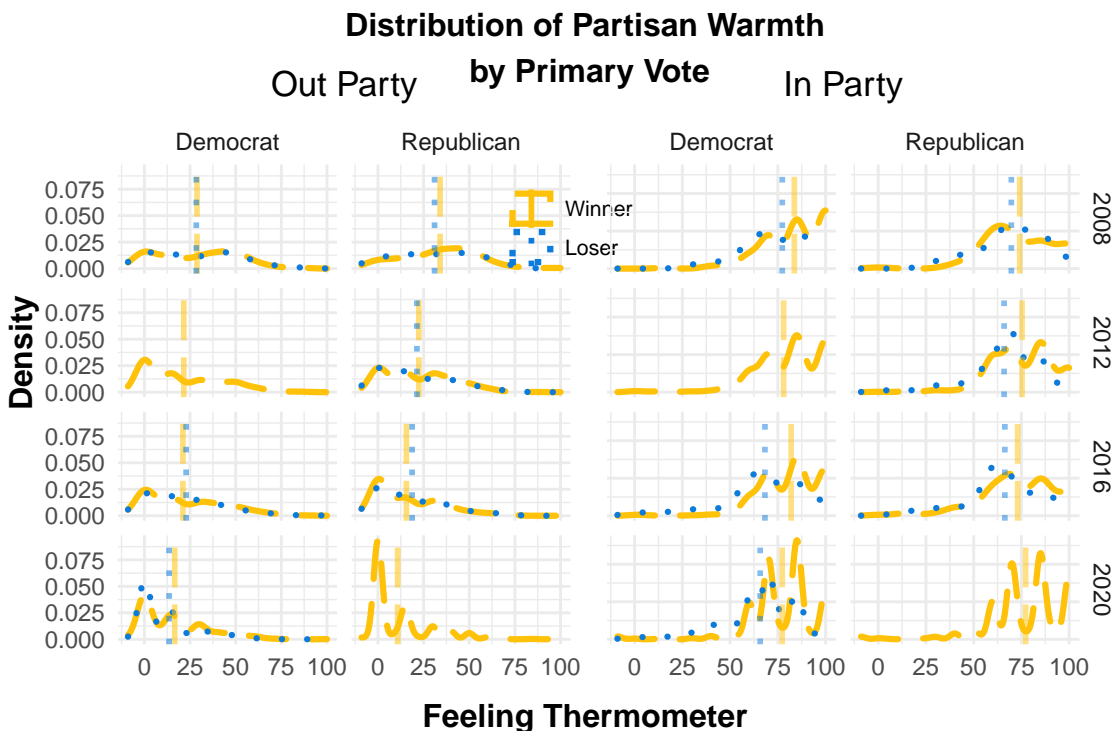 Distribution of Partisan Warmth
by Primary Vote
Out Party
In Party
Democrat
Republican
Democrat
Republican
Winner
Loser
0.075
0.050
0.025
0.000
2008
0.075
0.050
0.025
0.000
2012
0.075
0.050
0.025
0.000
2016
0.075
0.050
0.025
0.000
2020
Density
0 25 50 75 100
0 25 50 75 100
0 25 50 75 100
0 25 50 75 100
Feeling Thermometer